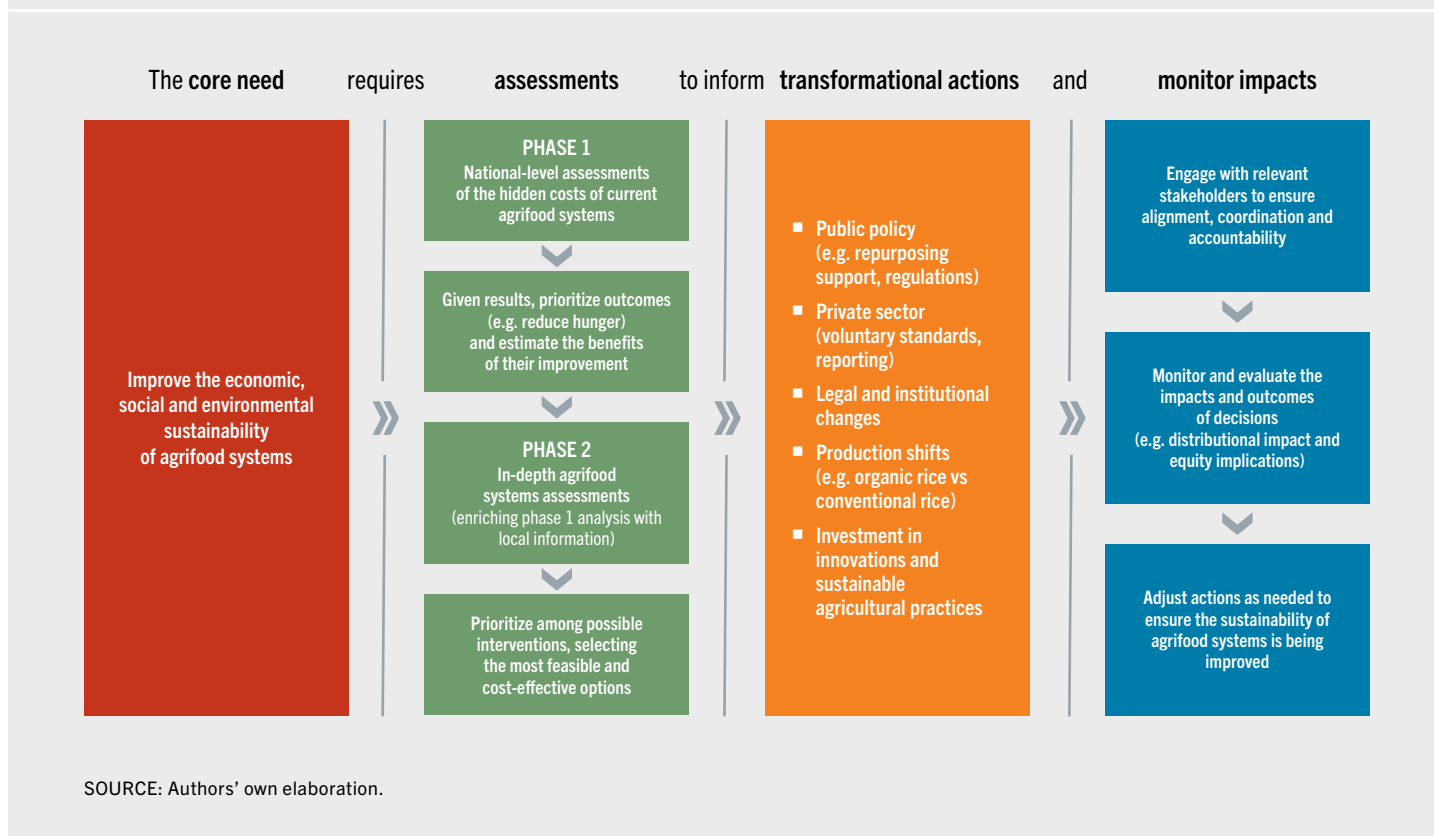 The core need requires assessments to inform transformational actions and monitor impacts
Improve the economic,
social and environmental
sustainability
of agrifood systems
PHASE 1
National-level assessments
of the hidden costs of current
agrifood systems
Given results, prioritize outcomes
(e.g. reduce hunger)
and estimate the benefits
of their improvement
PHASE 2
In-depth agrifood
systems assessments
(enriching phase 1 analysis with
local information)
Prioritize among possible
interventions, selecting
the most feasible and
cost-effective options
■ Public policy
(e.g. repurposing
support, regulations)
■ Private sector
(voluntary standards,
reporting)
■ Legal and institutional
changes
■ Production shifts
(e.g. organic rice vs
conventional rice)
■ Investment in
innovations and
sustainable
agricultural practices
Engage with relevant
stakeholders to ensure
alignment, coordination and
accountability
Monitor and evaluate the
impacts and outcomes
of decisions
(e.g. distributional impact and
equity implications)
Adjust actions as needed to
ensure the sustainability of
agrifood systems is being
improved
SOURCE: Authors' own elaboration.